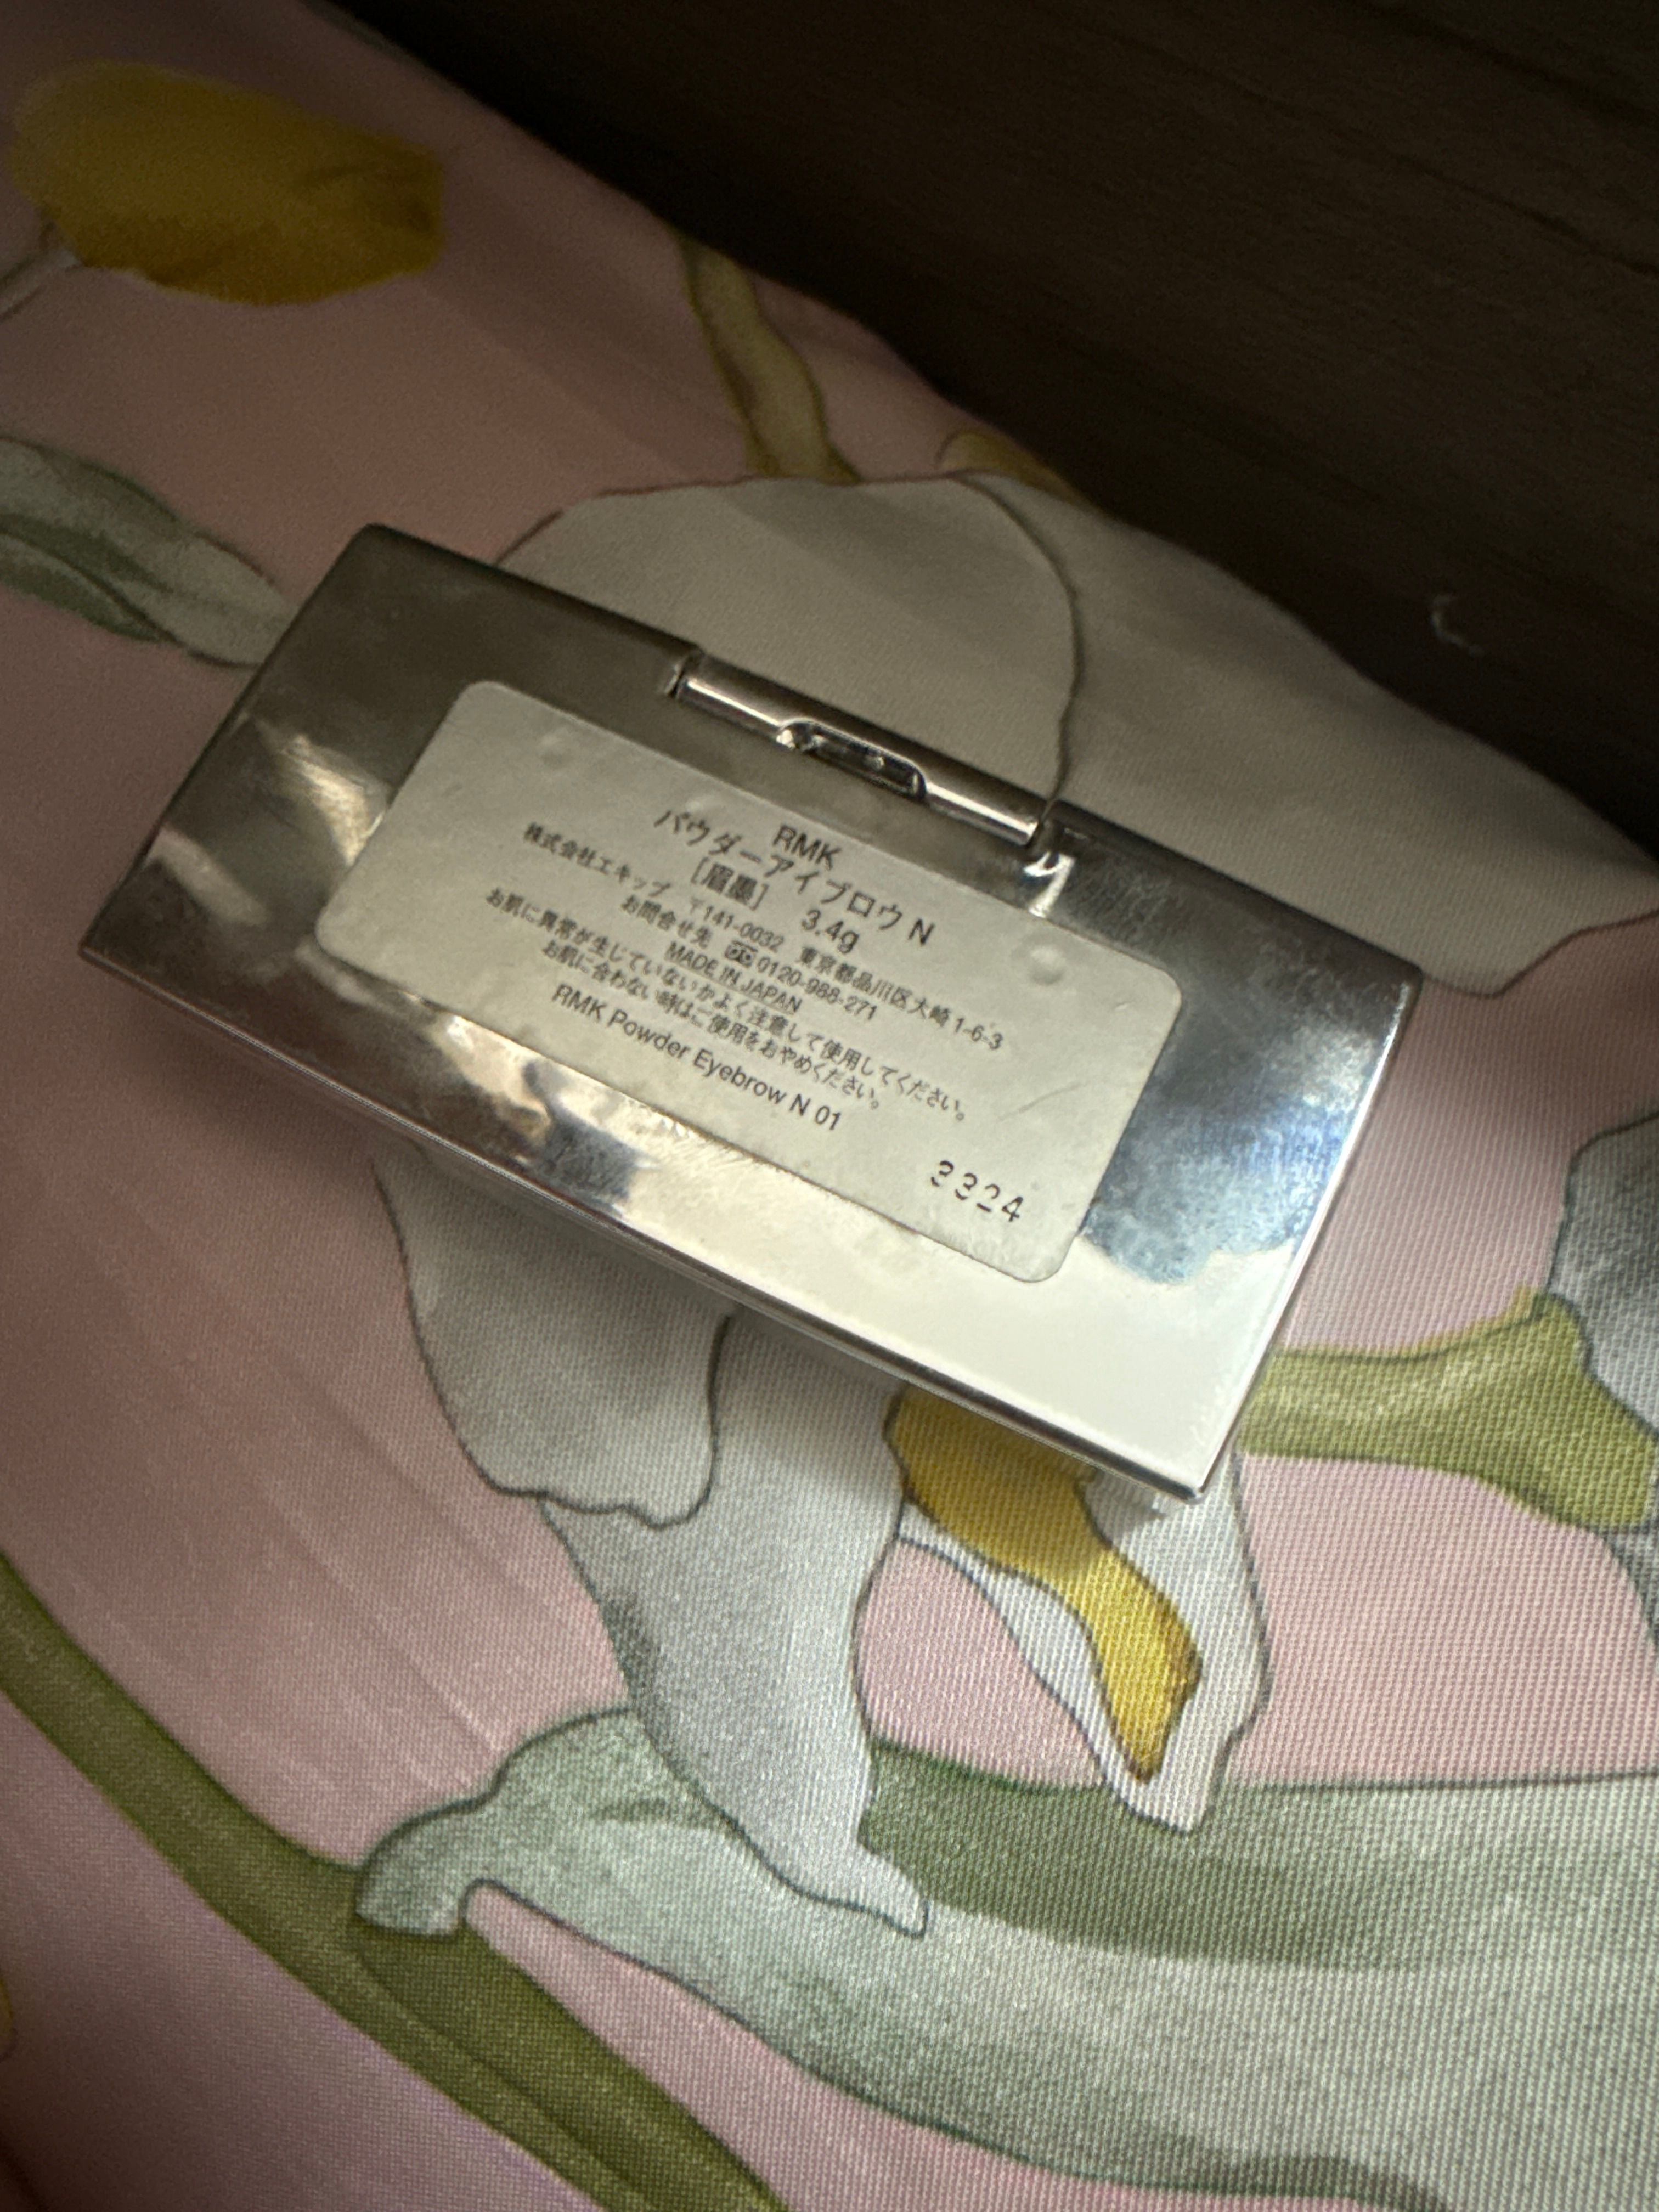 RMK
パウダーアイブロウ N
［眉墨］ 3.4g
株式会社エキップ 〒141-0032 東京都品川区大崎1-6-3
お問合せ先 0120-988-271
MADE IN JAPAN
お肌に異常が生じていないかよく注意して使用してください。
お肌に合わない時はご使用をおやめください。
RMK Powder Eyebrow N 01
3324